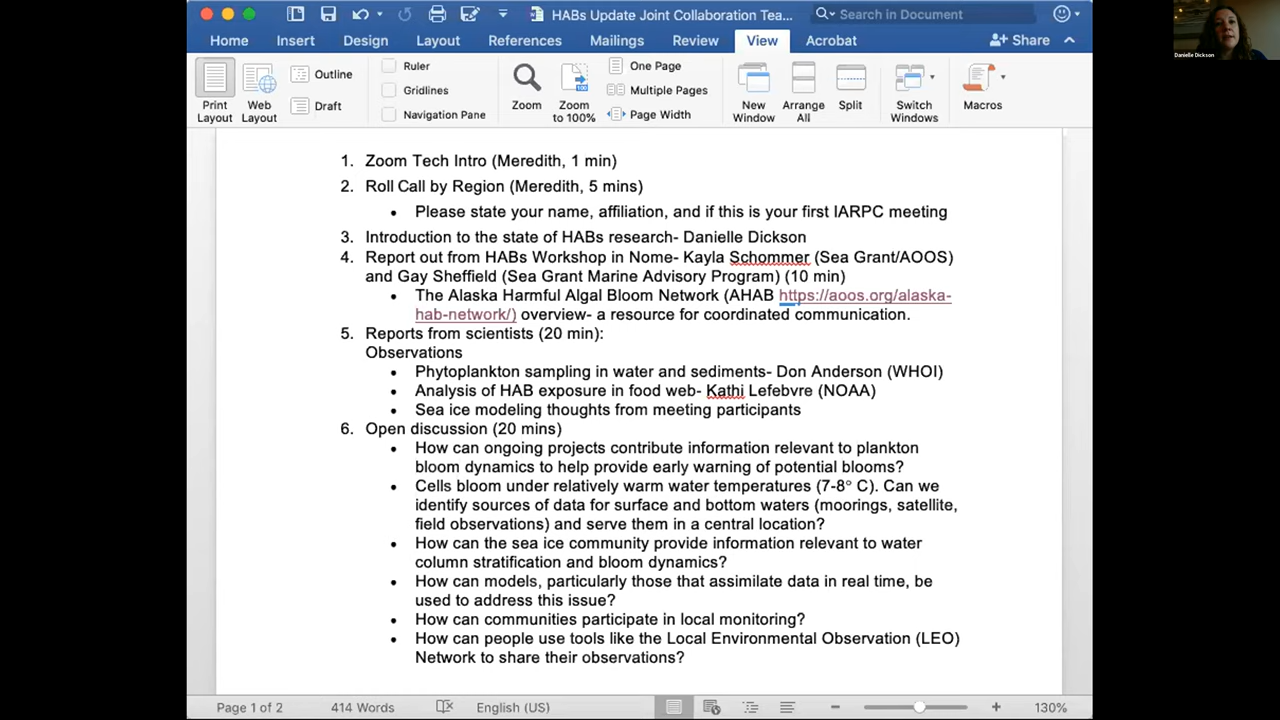 HABs Update Joint Collaboration Tea...
Search in Document
Home Insert Design Layout References Mailings Review View Acrobat
Share
Print Layout
Web Layout
Outline
Draft
Ruler
Gridlines
Navigation Pane
Zoom
Zoom to 100%
One Page
Multiple Pages
Page Width
New Window
Arrange All
Split
Switch Windows
Macros
Danielle Dickson
1. Zoom Tech Intro (Meredith, 1 min)
2. Roll Call by Region (Meredith, 5 mins)
• Please state your name, affiliation, and if this is your first IARPC meeting
3. Introduction to the state of HABs research- Danielle Dickson
4. Report out from HABs Workshop in Nome- Kayla Schommer (Sea Grant/AOOS)
and Gay Sheffield (Sea Grant Marine Advisory Program) (10 min)
• The Alaska Harmful Algal Bloom Network (AHAB https://aoos.org/alaska-
hab-network/) overview- a resource for coordinated communication.
5. Reports from scientists (20 min):
Observations
• Phytoplankton sampling in water and sediments- Don Anderson (WHOI)
• Analysis of HAB exposure in food web- Kathi Lefebvre (NOAA)
• Sea ice modeling thoughts from meeting participants
6. Open discussion (20 mins)
• How can ongoing projects contribute information relevant to plankton
bloom dynamics to help provide early warning of potential blooms?
• Cells bloom under relatively warm water temperatures (7-8° C). Can we
identify sources of data for surface and bottom waters (moorings, satellite,
field observations) and serve them in a central location?
• How can the sea ice community provide information relevant to water
column stratification and bloom dynamics?
• How can models, particularly those that assimilate data in real time, be
used to address this issue?
• How can communities participate in local monitoring?
• How can people use tools like the Local Environmental Observation (LEO)
Network to share their observations?
Page 1 of 2 414 Words English (US) 130%